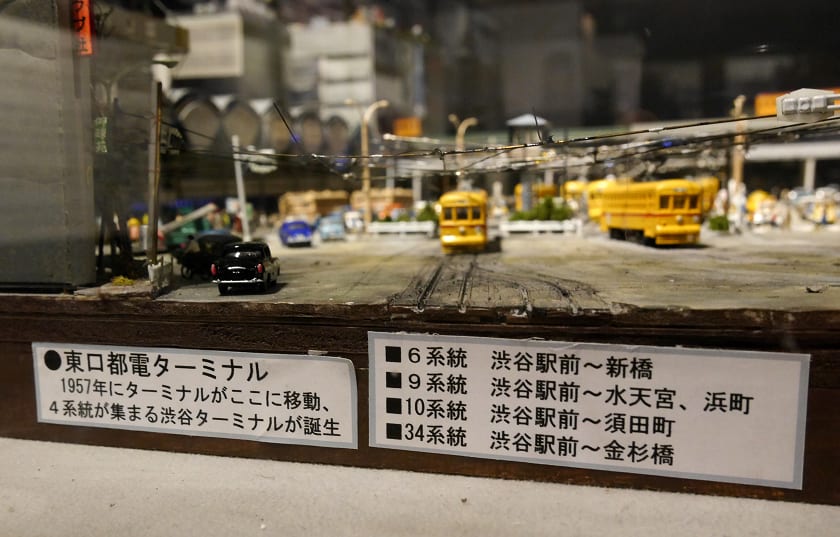 ●東口都電ターミナル
1957年にターミナルがここに移動、
4系統が集まる渋谷ターミナルが誕生
■6系統 渋谷駅前〜新橋
■9系統 渋谷駅前〜水天宮、浜町
■10系統 渋谷駅前〜須田町
■34系統 渋谷駅前〜金杉橋